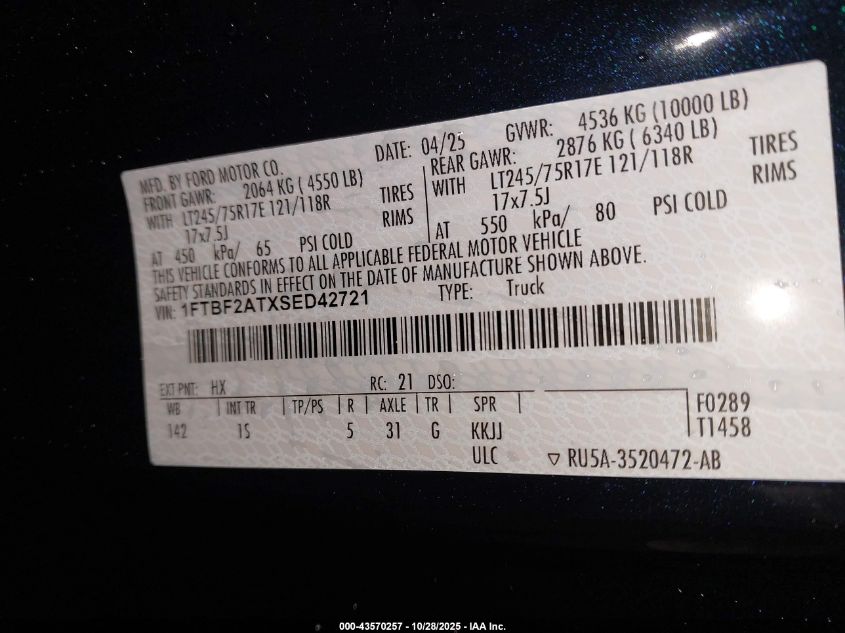 MFD. BY FORD MOTOR CO.
DATE: 04/25 GVWR: 4536 KG (10000 LB)
FRONT GAWR: 2064 KG ( 4550 LB)
WITH LT245/75R17E 121/118R TIRES
17x7.5J RIMS
AT 450 kPa/ 65 PSI COLD
REAR GAWR: 2876 KG ( 6340 LB)
WITH LT245/75R17E 121/118R TIRES
17x7.5J RIMS
AT 550 kPa/ 80 PSI COLD
THIS VEHICLE CONFORMS TO ALL APPLICABLE FEDERAL MOTOR VEHICLE
SAFETY STANDARDS IN EFFECT ON THE DATE OF MANUFACTURE SHOWN ABOVE.
VIN: 1FTBF2ATXSED42721 TYPE: Truck
EXT PNT: HX RC: 21 DSO:
WB INT TR TP/PS R AXLE TR SPR F0289
142 1S 5 31 G KKJJ T1458
ULC RU5A-3520472-AB
000-43570257 - 10/28/2025 - IAA Inc.